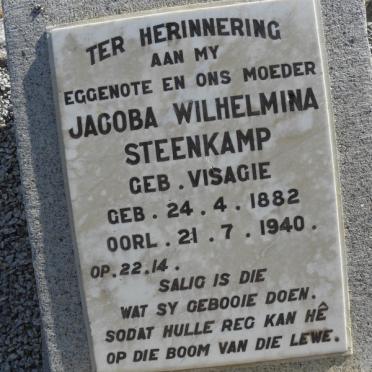 TER HERINNERING
AAN MY
EGGENOTE EN ONS MOEDER
JACOBA WILHELMINA
STEENKAMP
GEB. VISAGIE
GEB. 24.4.1882
OORL. 21.7.1940.
OP.22.14.
SALIG IS DIE
WAT SY GEBOOIE DOEN.
SODAT HULLE REG KAN HÊ
OP DIE BOOM VAN DIE LEWE.